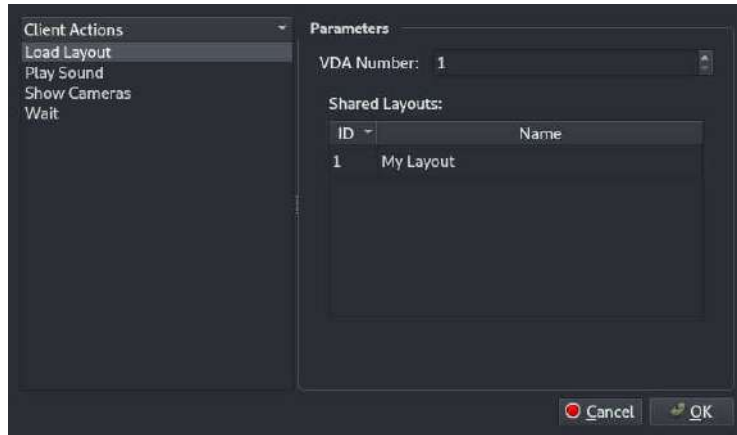 Client Actions
Load Layout
Play Sound
Show Cameras
Wait
Parameters
VDA Number: 1
Shared Layouts:
ID Name
1 My Layout
Cancel OK